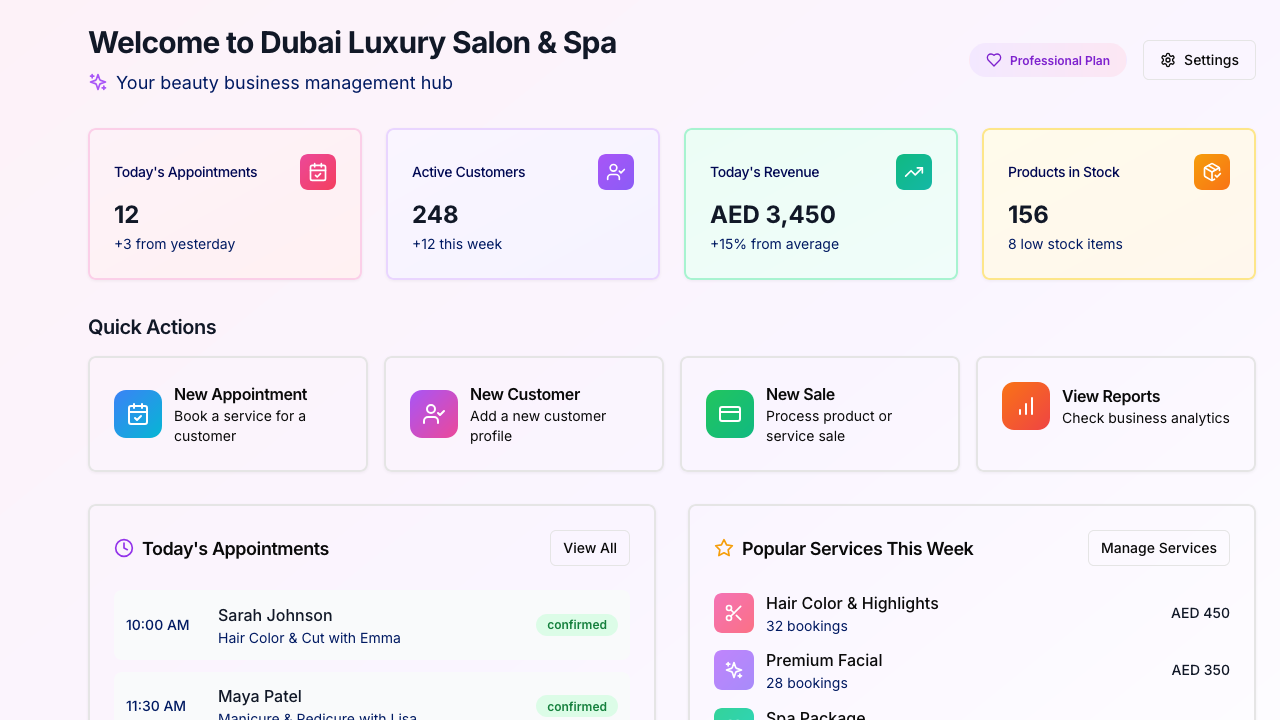 Welcome to Dubai Luxury Salon & Spa
Your beauty business management hub
Professional Plan
Settings
Today's Appointments
12
+3 from yesterday
Active Customers
248
+12 this week
Today's Revenue
AED 3,450
+15% from average
Products in Stock
156
8 low stock items
Quick Actions
New Appointment
Book a service for a
customer
New Customer
Add a new customer
profile
New Sale
Process product or
service sale
View Reports
Check business analytics
Today's Appointments
View All
10:00 AM
Sarah Johnson
Hair Color & Cut with Emma
confirmed
11:30 AM
Maya Patel
Manicure & Pedicure with Lisa
confirmed
Popular Services This Week
Manage Services
Hair Color & Highlights
32 bookings
AED 450
Premium Facial
28 bookings
AED 350
Spa Package